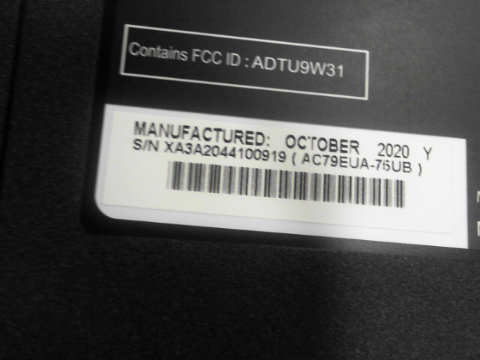 Contains FCC ID : ADTU9W31
MANUFACTURED: OCTOBER 2020 Y
S/N XA3A2044100919 ( AC79EUA-76UB )